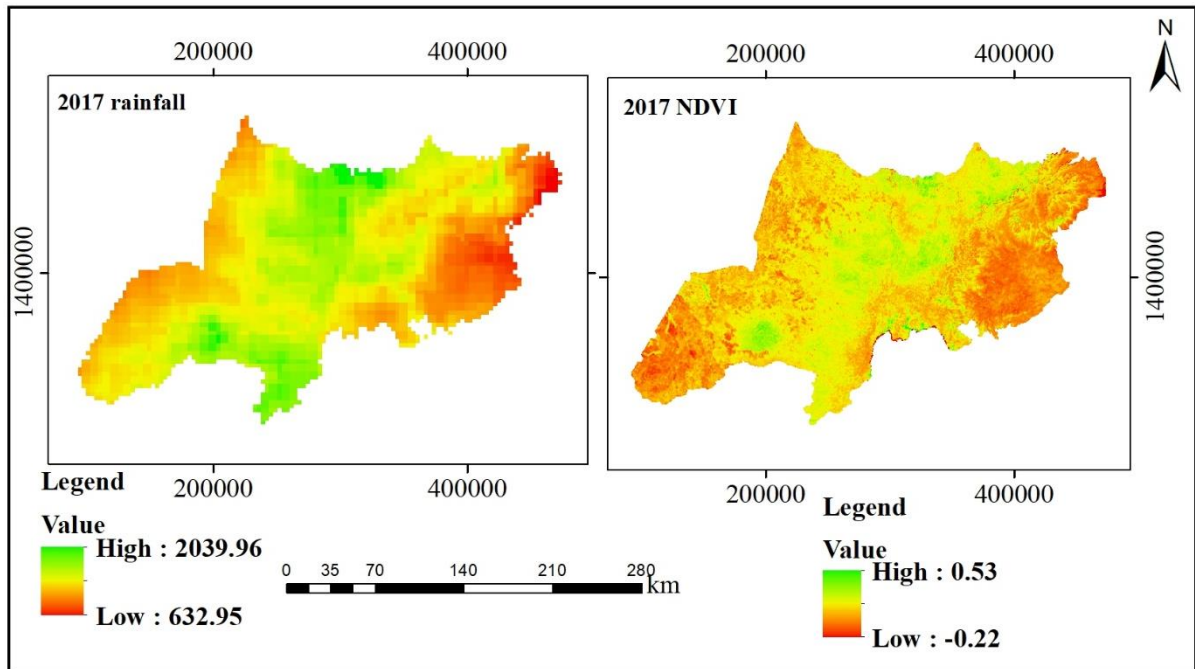 N
200000 400000
200000 400000
2017 rainfall
2017 NDVI
1400000
1400000
200000 400000
200000 400000
Legend
Value
High : 2039.96
Low : 632.95
0 35 70 140 210 280
km
Legend
Value
High : 0.53
Low : -0.22